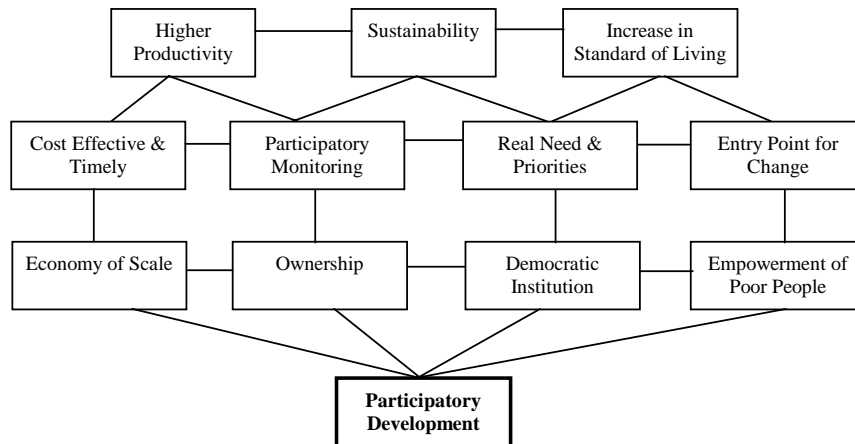 Higher
Productivity
Sustainability
Increase in
Standard of Living
Cost Effective &
Timely
Participatory
Monitoring
Real Need &
Priorities
Entry Point for
Change
Economy of Scale
Ownership
Democratic
Institution
Empowerment of
Poor People
Participatory
Development